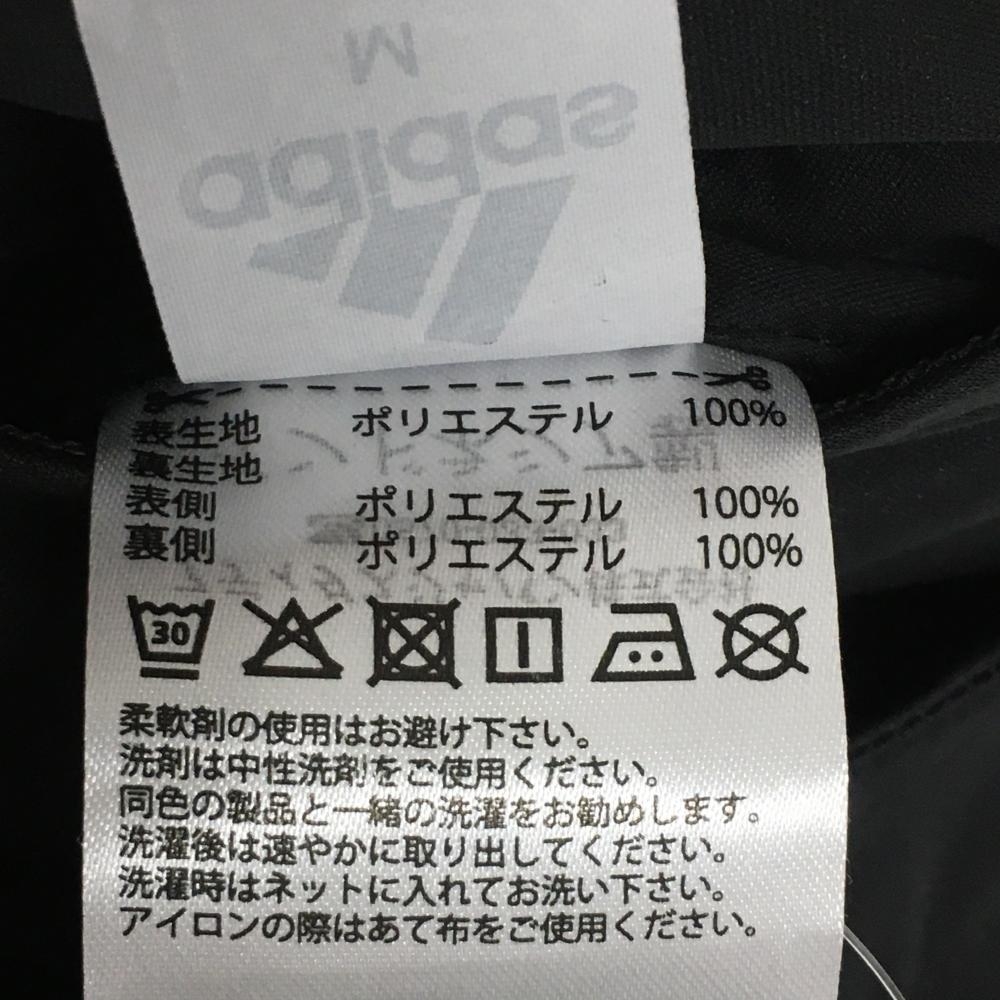 M
adidas
表生地 ポリエステル 100%
裏生地
表側 ポリエステル 100%
裏側 ポリエステル 100%
30
柔軟剤の使用はお避け下さい。
洗剤は中性洗剤をご使用ください。
同色の製品と一緒の洗濯をお勧めします。
洗濯後は速やかに取り出してください。
洗濯時はネットに入れてお洗い下さい。
アイロンの際はあて布をご使用ください。